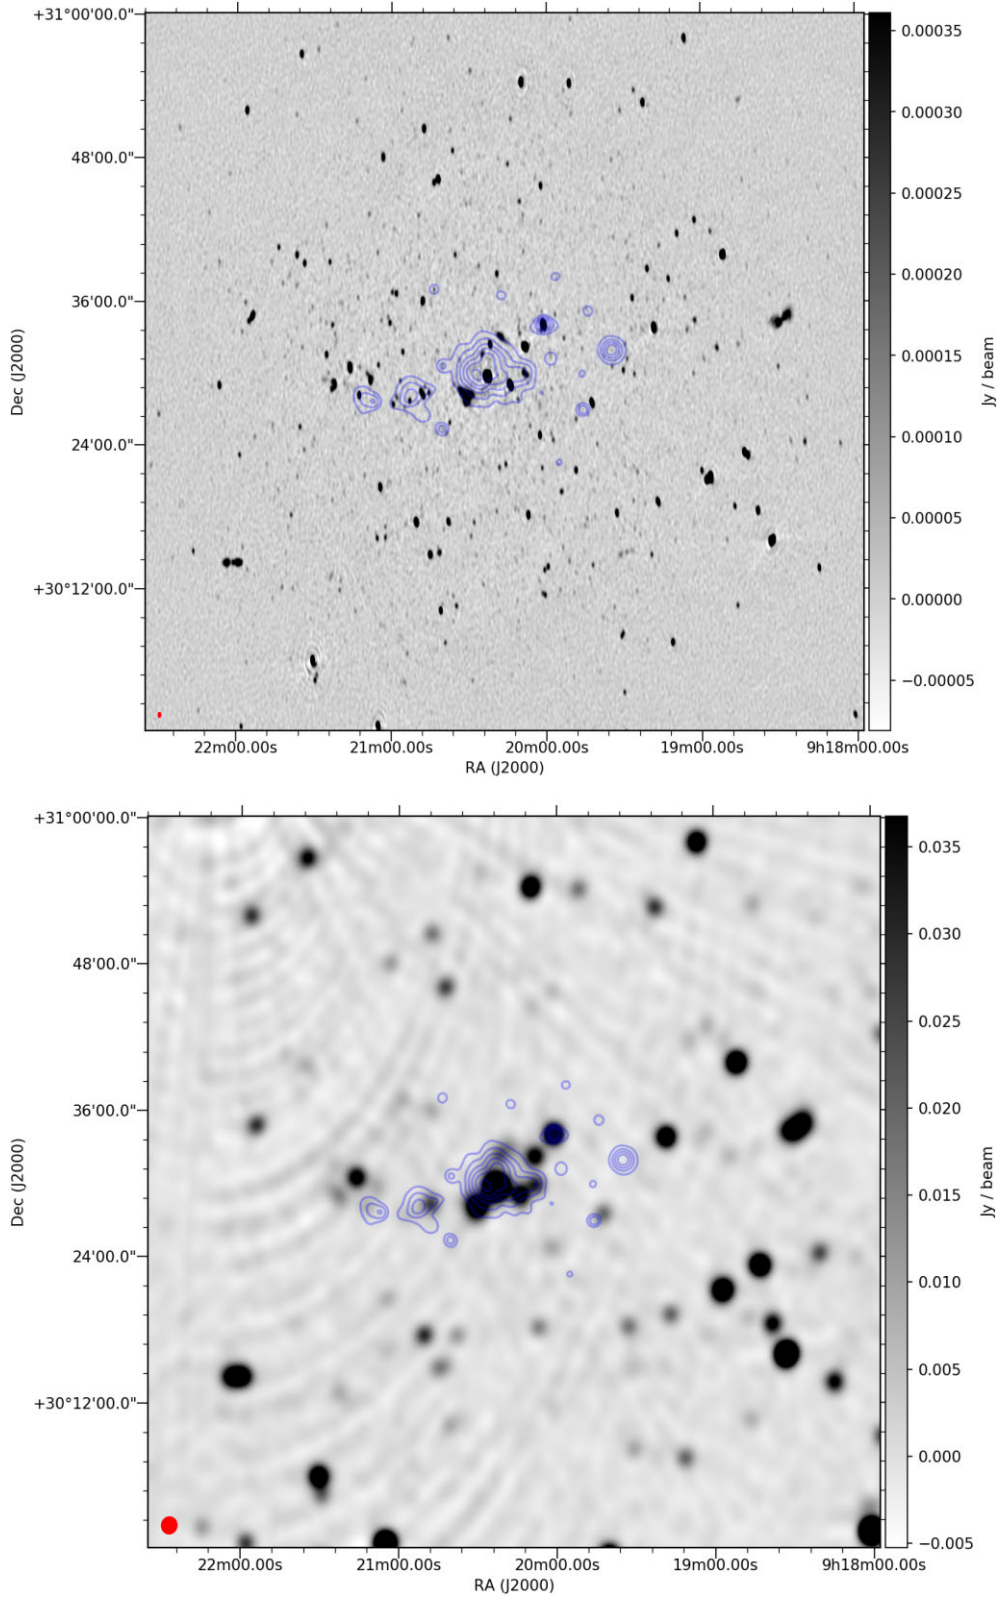 +31°00'00.0"
48'00.0"
36'00.0"
24'00.0"
+30°12'00.0"
Dec (J2000)
22m00.00s
21m00.00s
20m00.00s
19m00.00s
9h18m00.00s
RA (J2000)
0.00035
0.00030
0.00025
0.00020
0.00015
0.00010
0.00005
0.00000
−0.00005
Jy / beam
+31°00'00.0"
48'00.0"
36'00.0"
24'00.0"
+30°12'00.0"
Dec (J2000)
22m00.00s
21m00.00s
20m00.00s
19m00.00s
9h18m00.00s
RA (J2000)
0.035
0.030
0.025
0.020
0.015
0.010
0.005
0.000
−0.005
Jy / beam